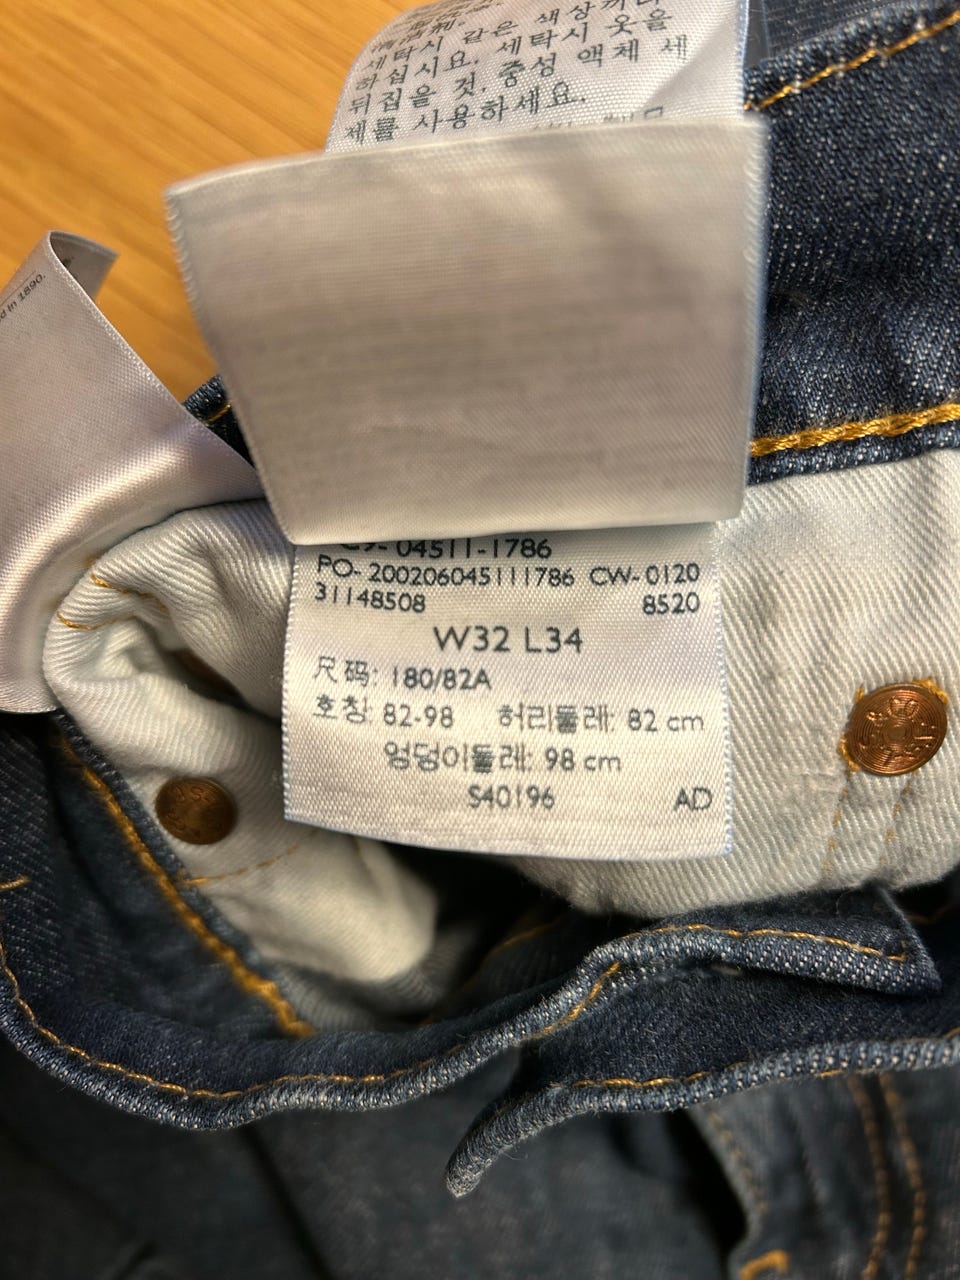 세탁시 같은 색상끼리
하십시요. 세탁시 옷을
뒤집을 것. 중성 액체 세
제를 사용하세요.
in 1890.
04511-1786
PO- 200206045111786 CW- 0120
31148508 8520
W32 L34
尺码: 180/82A
호칭: 82-98 허리둘레: 82 cm
엉덩이둘레: 98 cm
S40196 AD